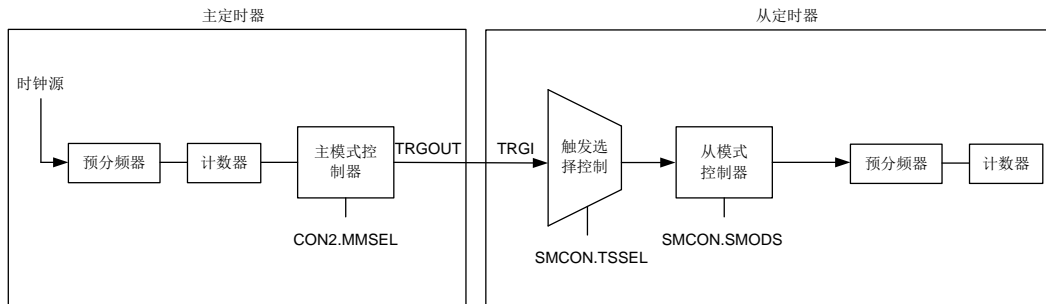 主定时器
从定时器
时钟源
预分频器
计数器
主模式控
制器
TRGOUT
TRGI
触发选
择控制
从模式
控制器
预分频器
计数器
CON2.MMSEL
SMCON.TSSEL
SMCON.SMODS